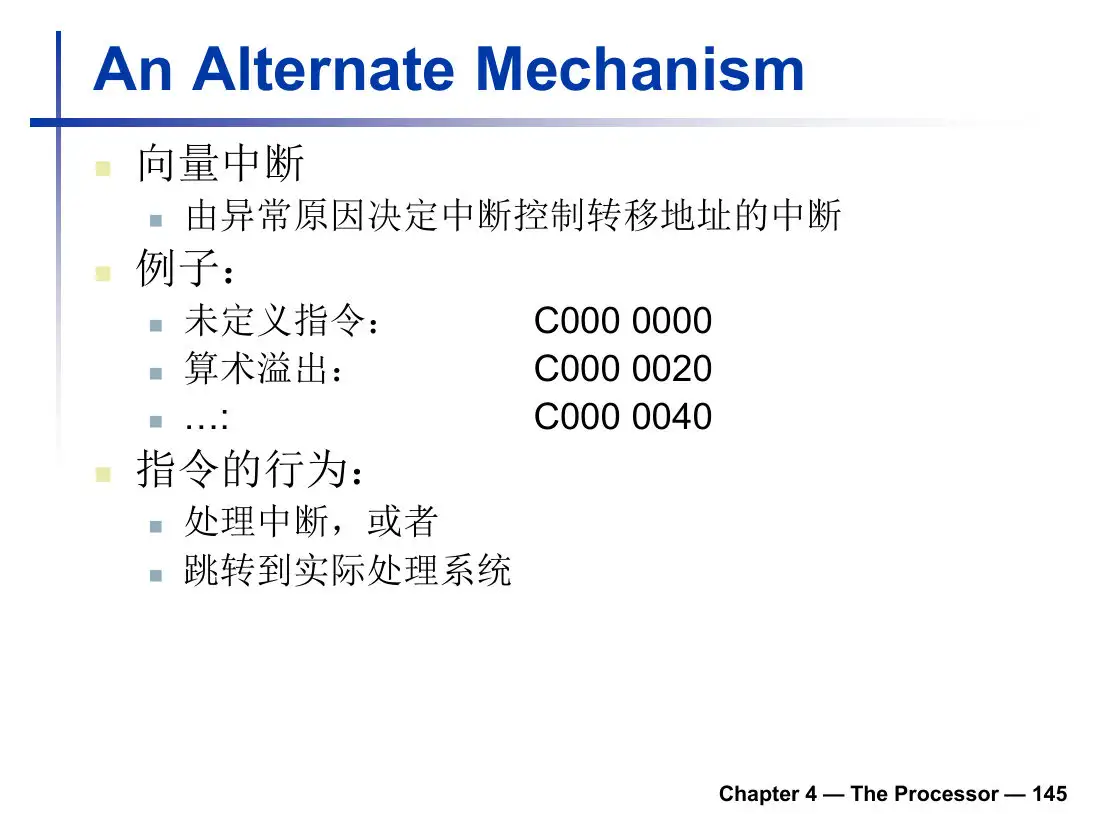 An Alternate Mechanism
向量中断
由异常原因决定中断控制转移地址的中断
例子：
未定义指令： C000 0000
算术溢出： C000 0020
…: C000 0040
指令的行为：
处理中断，或者
跳转到实际处理系统
Chapter 4 — The Processor — 145